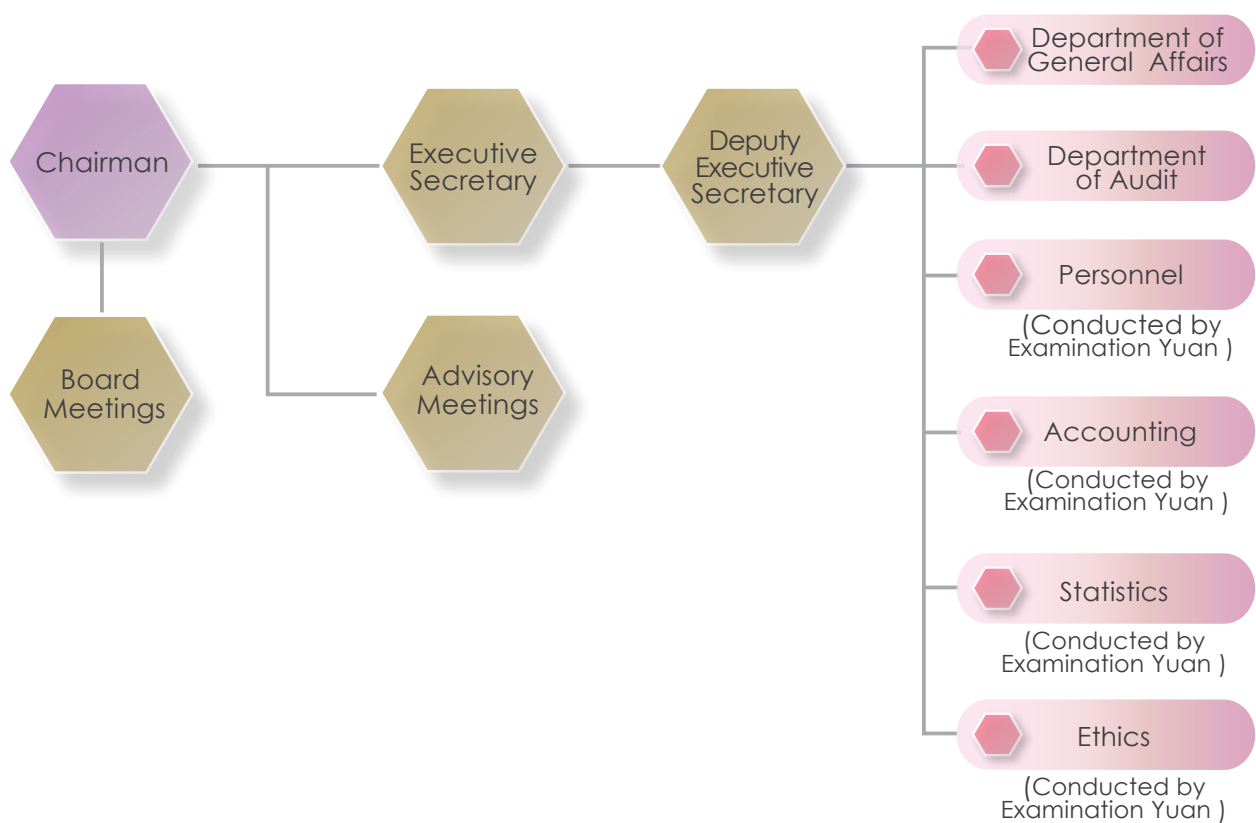 Chairman
Board
Meetings
Executive
Secretary
Advisory
Meetings
Deputy
Executive
Secretary
Department of
General Affairs
Department
of Audit
Personnel
(Conducted by
Examination Yuan )
Accounting
(Conducted by
Examination Yuan )
Statistics
(Conducted by
Examination Yuan )
Ethics
(Conducted by
Examination Yuan )